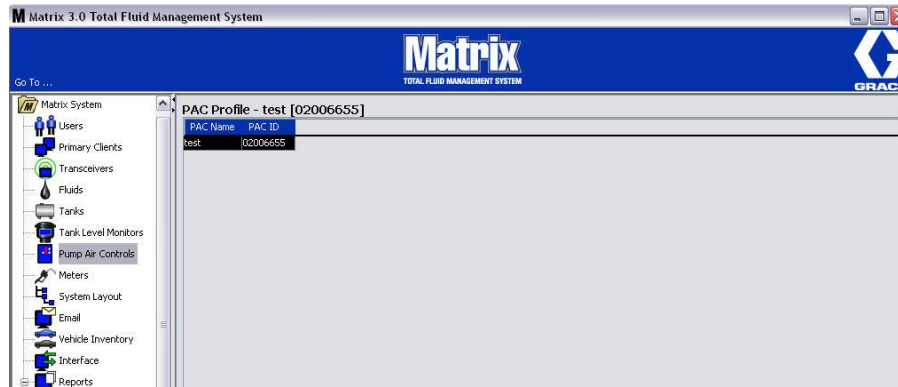 M Matrix 3.0 Total Fluid Management System
Matrix
TOTAL FLUID MANAGEMENT SYSTEM
Go To ...
G
GRAC
M Matrix System
Users
Primary Clients
Transceivers
Fluids
Tanks
Tank Level Monitors
Pump Air Controls
Meters
System Layout
Email
Vehicle Inventory
Interface
Reports
PAC Profile - test [02006655]
PAC Name PAC ID
test 02006655